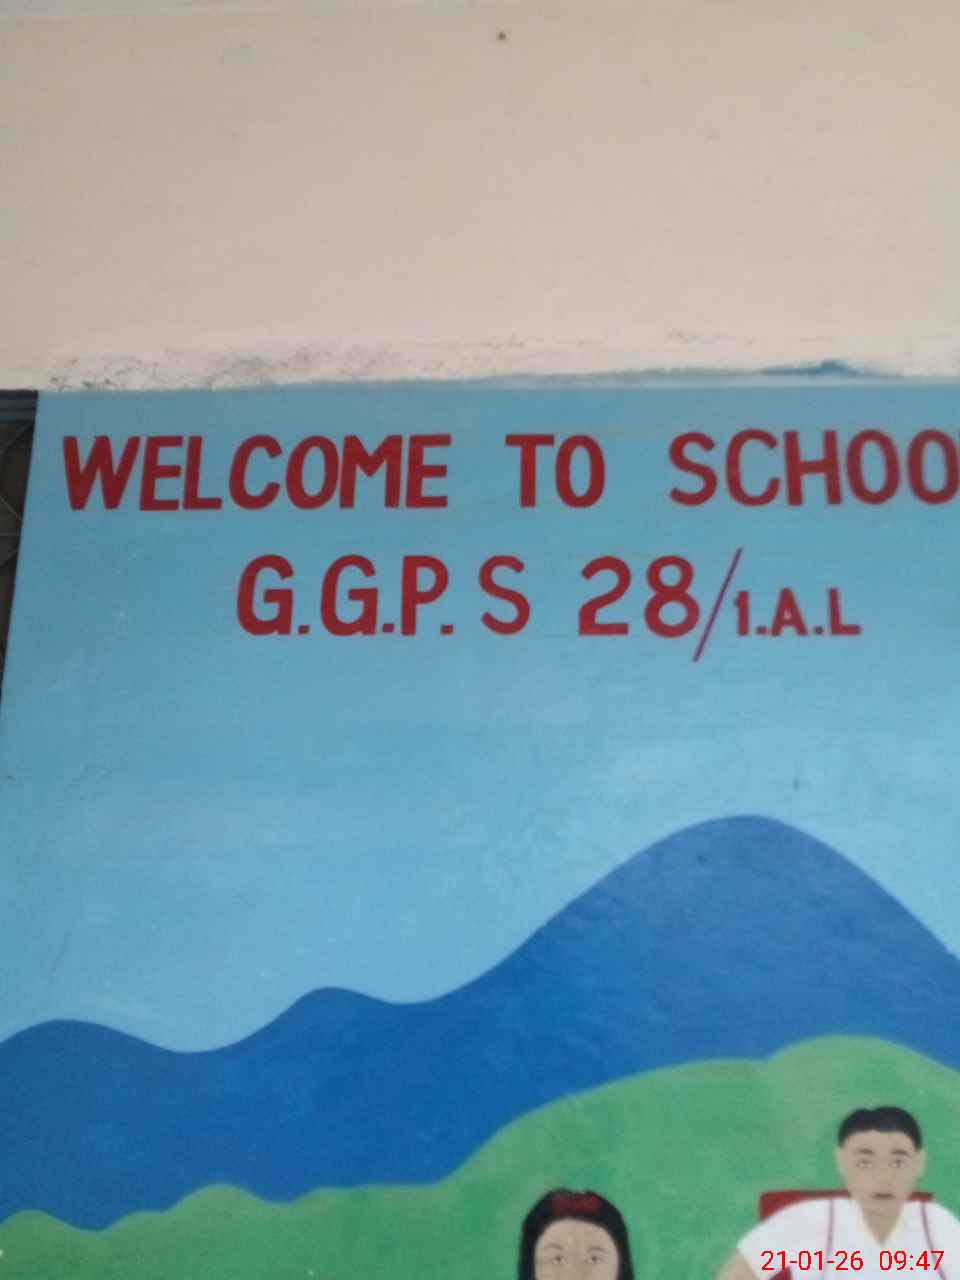 WELCOME TO SCHOO
G.G.P.S 28/1.A.L
21-01-26 09:47